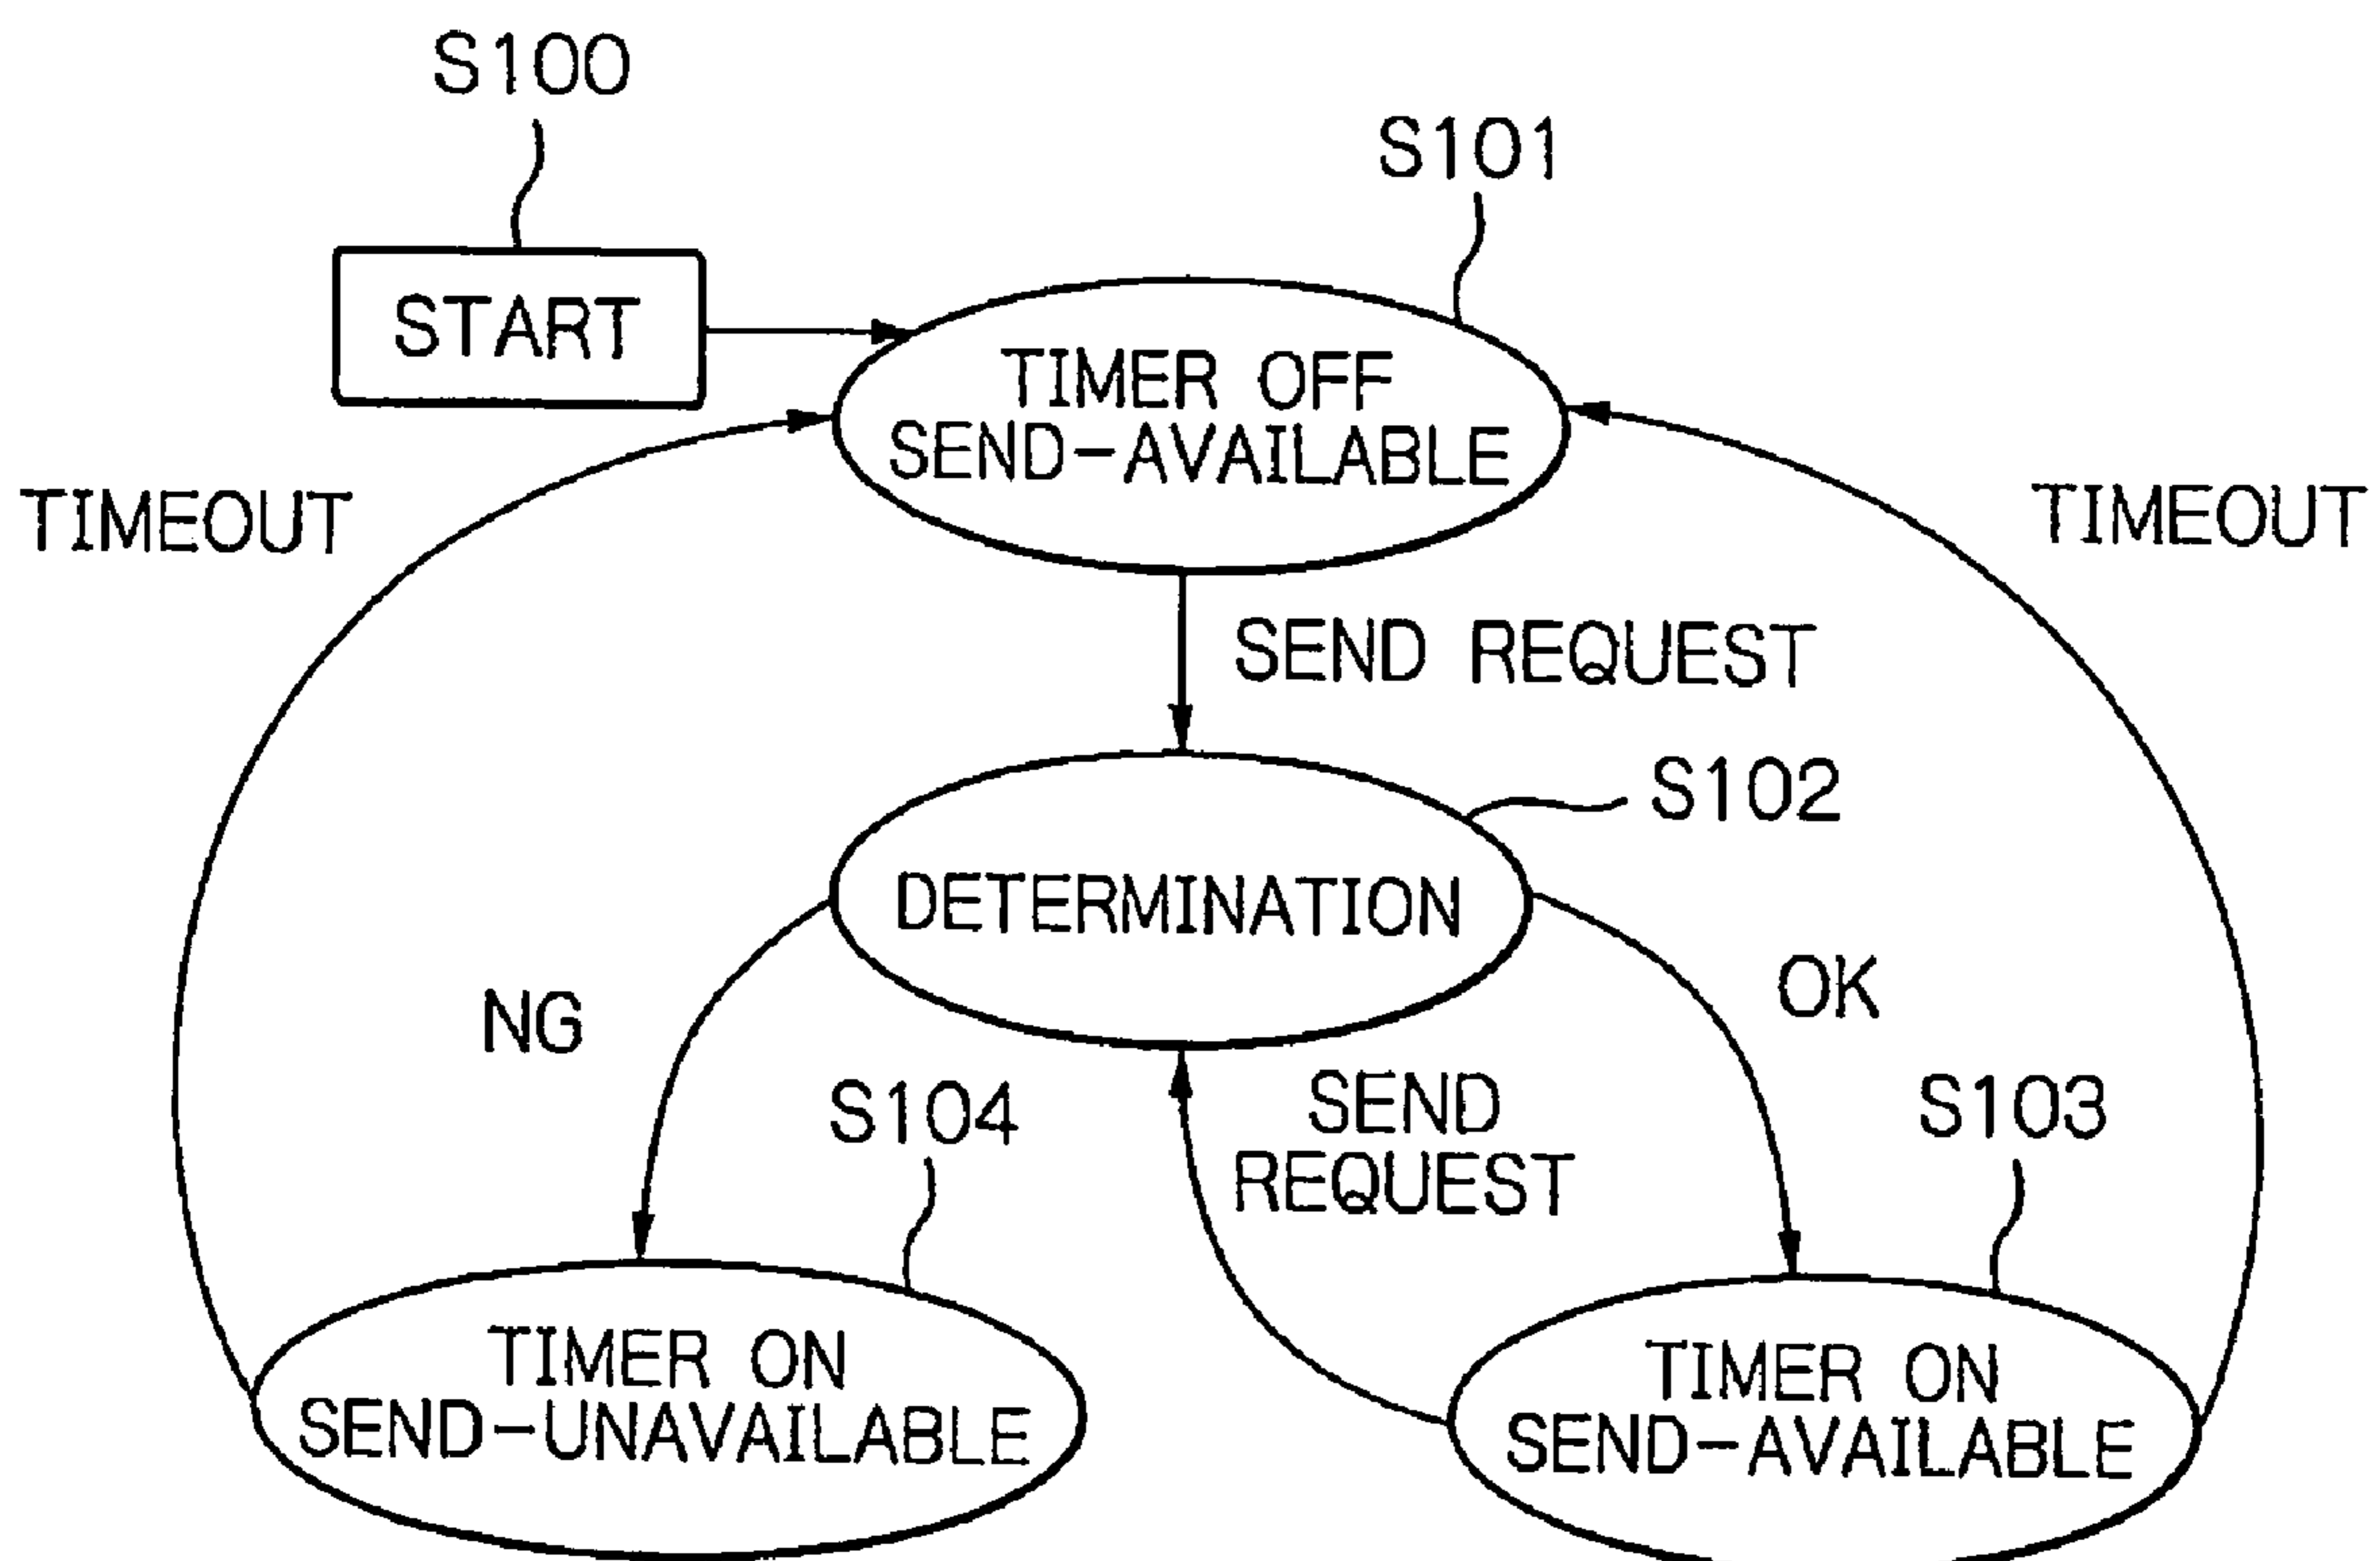 S100
S101
START
TIMER OFF
SEND-AVAILABLE
TIMEOUT
TIMEOUT
SEND REQUEST
S102
DETERMINATION
OK
NG
SEND
REQUEST
S104
S103
TIMER ON
SEND-UNAVAILABLE
TIMER ON
SEND-AVAILABLE